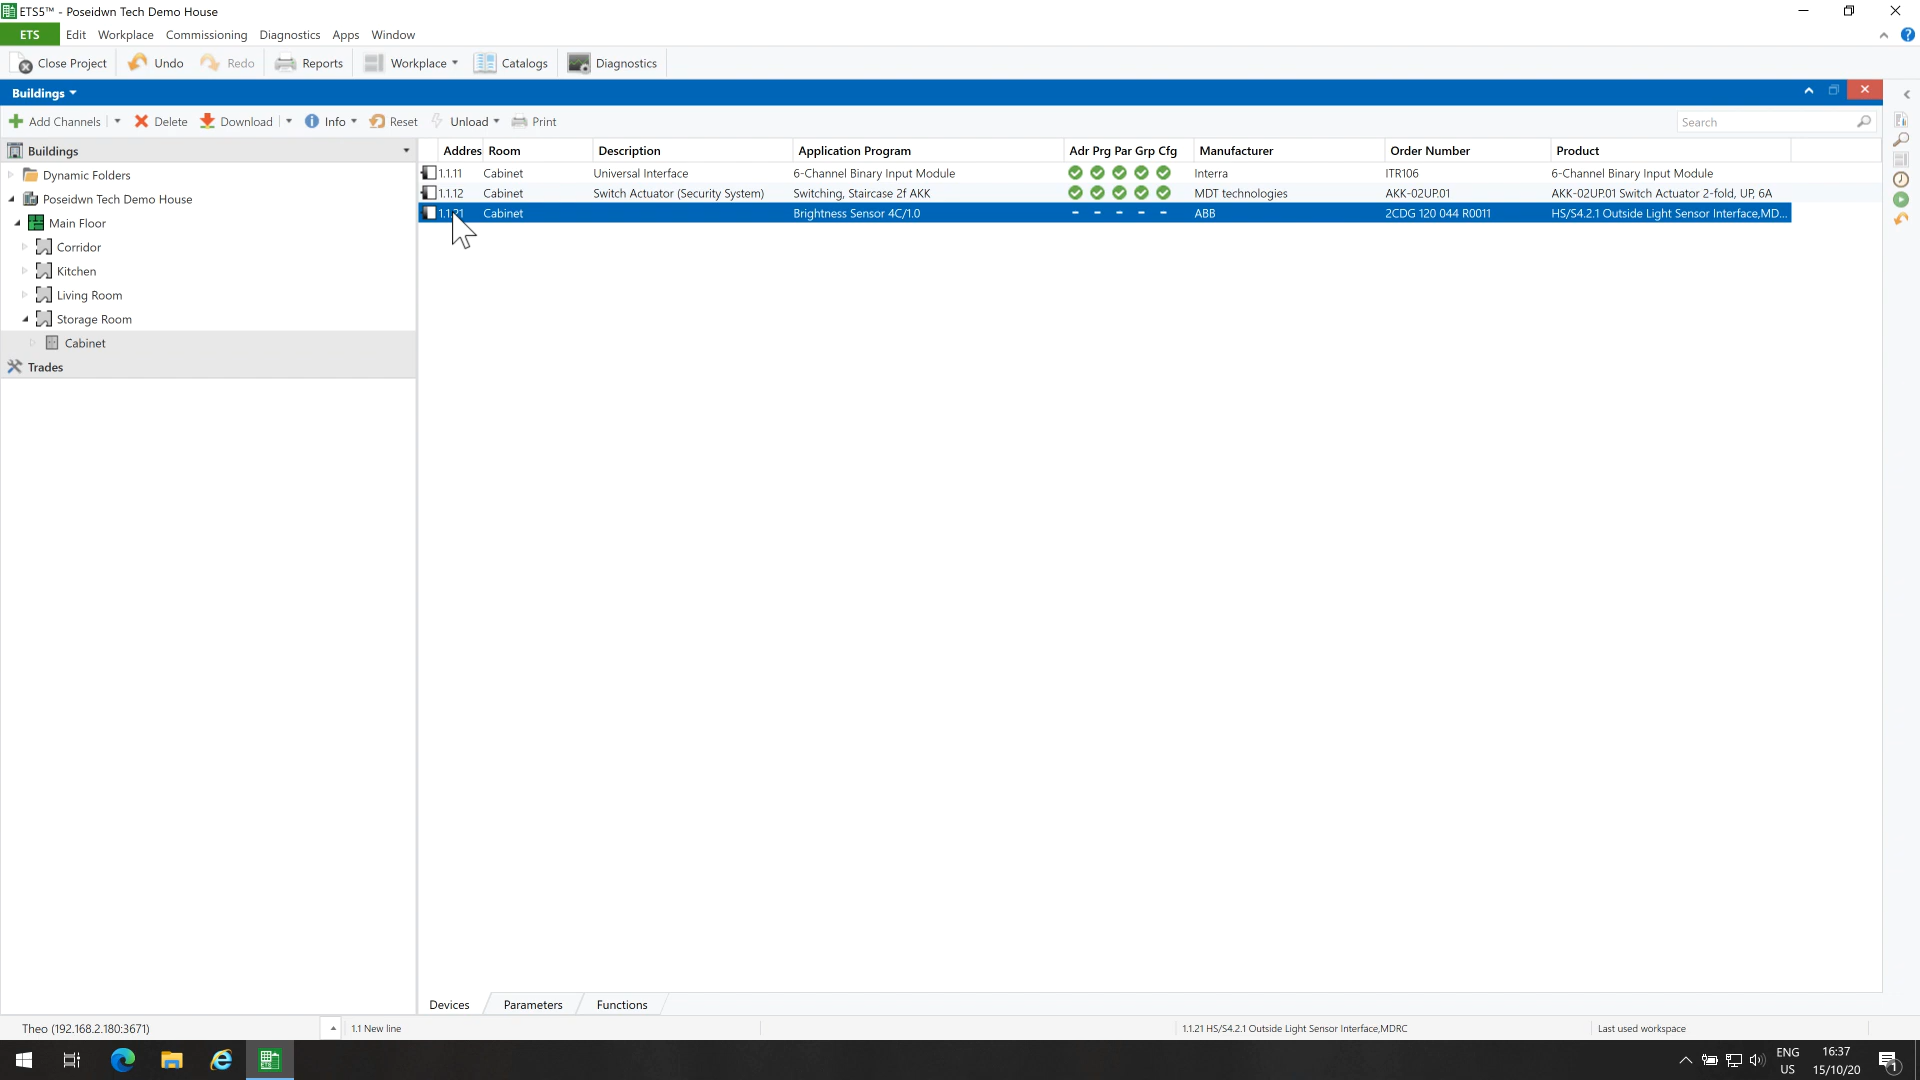 ETS5™ - Poseidwn Tech Demo House
ETS Edit Workplace Commissioning Diagnostics Apps Window
Close Project Undo Redo Reports Workplace Catalogs Diagnostics
Buildings
Add Channels Delete Download Info Reset Unload Print Search
Buildings
Dynamic Folders
Poseidwn Tech Demo House
Main Floor
Corridor
Kitchen
Living Room
Storage Room
Cabinet
Trades
Addres Room Description Application Program Adr Prg Par Grp Cfg Manufacturer Order Number Product
1.1.11 Cabinet Universal Interface 6-Channel Binary Input Module Interra ITR106 6-Channel Binary Input Module
1.1.12 Cabinet Switch Actuator (Security System) Switching, Staircase 2f AKK MDT technologies AKK-02UP.01 AKK-02UP.01 Switch Actuator 2-fold, UP, 6A
1.1.21 Cabinet Brightness Sensor 4C/1.0 - - - - - ABB 2CDG 120 044 R0011 HS/S4.2.1 Outside Light Sensor Interface,MD...
Devices Parameters Functions
Theo (192.168.2.180:3671) 1.1 New line 1.1.21 HS/S4.2.1 Outside Light Sensor Interface,MDRC Last used workspace
ENG 16:37
US 15/10/20 1